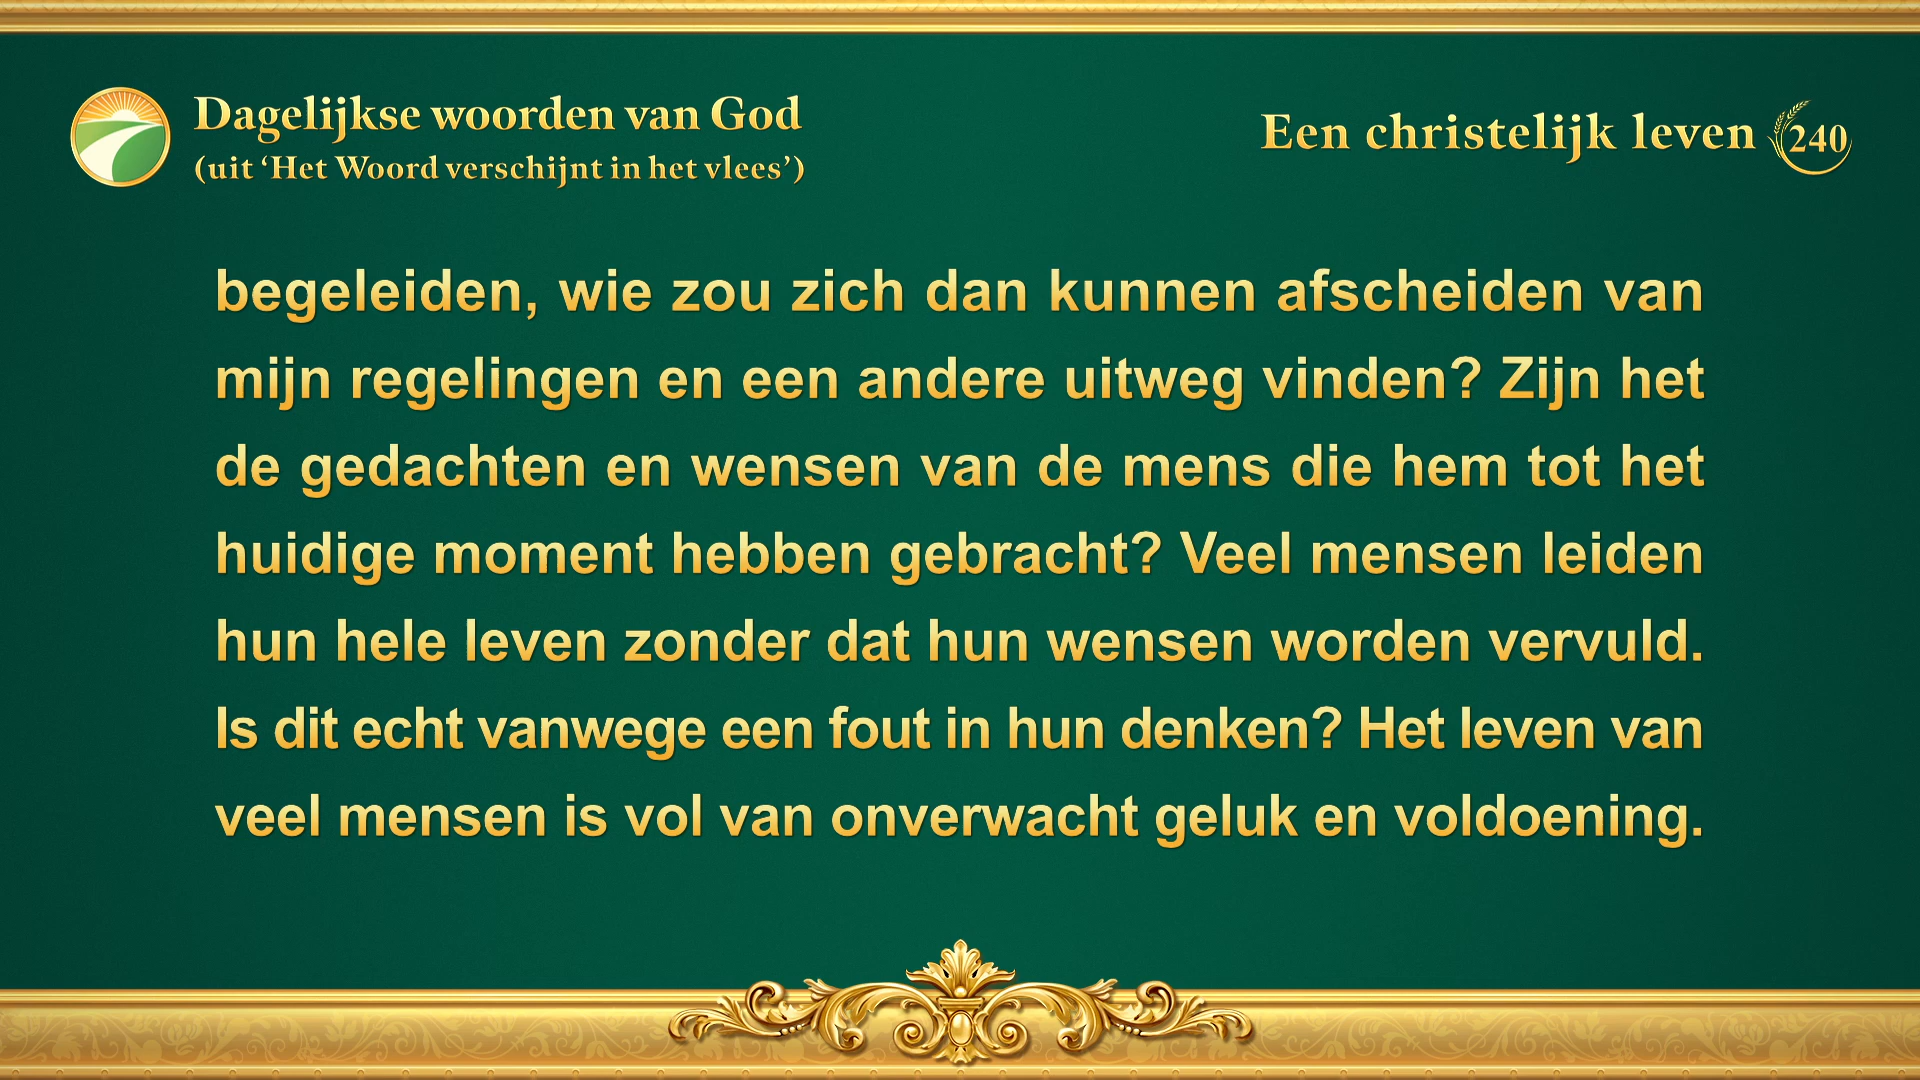 Dagelijkse woorden van God
(uit ‘Het Woord verschijnt in het vlees’)
Een christelijk leven 240
begeleiden, wie zou zich dan kunnen afscheiden van
mijn regelingen en een andere uitweg vinden? Zijn het
de gedachten en wensen van de mens die hem tot het
huidige moment hebben gebracht? Veel mensen leiden
hun hele leven zonder dat hun wensen worden vervuld.
Is dit echt vanwege een fout in hun denken? Het leven van
veel mensen is vol van onverwacht geluk en voldoening.